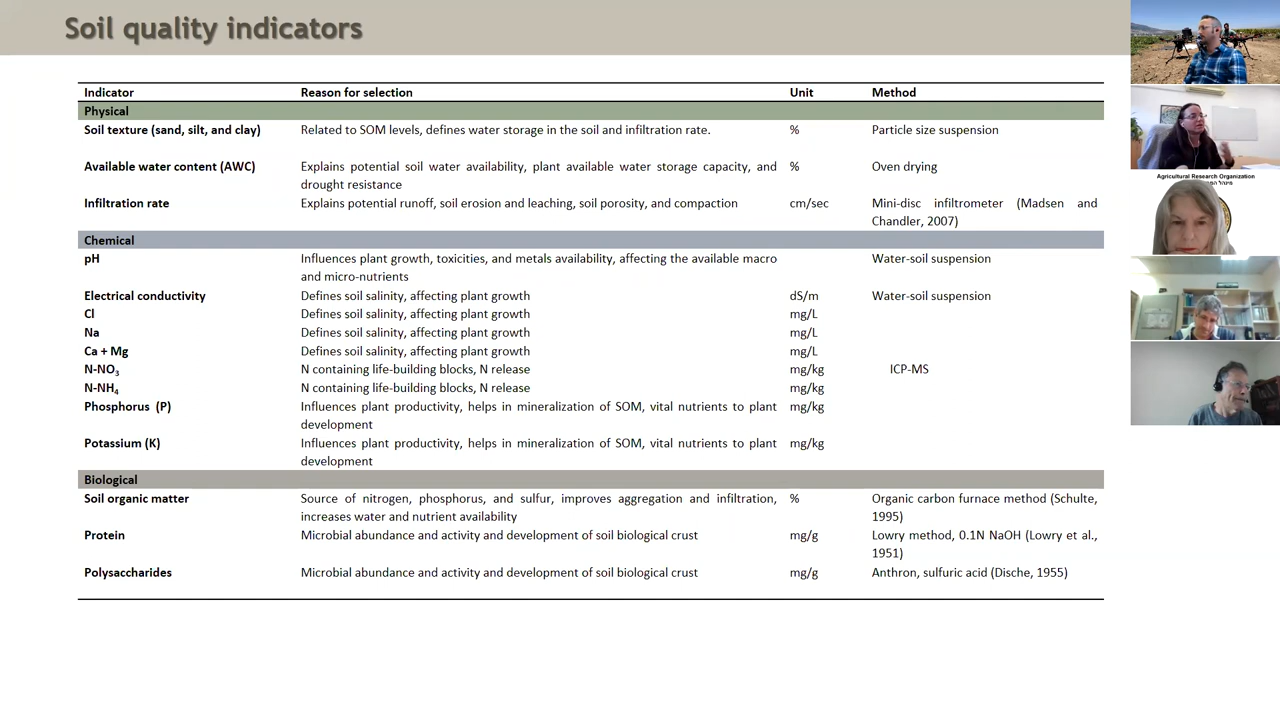 Soil quality indicators
Indicator Reason for selection Unit Method
Physical
Soil texture (sand, silt, and clay) Related to SOM levels, defines water storage in the soil and infiltration rate. % Particle size suspension
Available water content (AWC) Explains potential soil water availability, plant available water storage capacity, and % Oven drying
drought resistance
Infiltration rate Explains potential runoff, soil erosion and leaching, soil porosity, and compaction cm/sec Mini-disc infiltrometer (Madsen and
Chandler, 2007)
Chemical
pH Influences plant growth, toxicities, and metals availability, affecting the available macro Water-soil suspension
and micro-nutrients
Electrical conductivity Defines soil salinity, affecting plant growth dS/m Water-soil suspension
Cl Defines soil salinity, affecting plant growth mg/L
Na Defines soil salinity, affecting plant growth mg/L
Ca + Mg Defines soil salinity, affecting plant growth mg/L
N-NO₃ N containing life-building blocks, N release mg/kg ICP-MS
N-NH₄ N containing life-building blocks, N release mg/kg
Phosphorus (P) Influences plant productivity, helps in mineralization of SOM, vital nutrients to plant mg/kg
development
Potassium (K) Influences plant productivity, helps in mineralization of SOM, vital nutrients to plant mg/kg
development
Biological
Soil organic matter Source of nitrogen, phosphorus, and sulfur, improves aggregation and infiltration, % Organic carbon furnace method (Schulte,
increases water and nutrient availability 1995)
Protein Microbial abundance and activity and development of soil biological crust mg/g Lowry method, 0.1N NaOH (Lowry et al.,
1951)
Polysaccharides Microbial abundance and activity and development of soil biological crust mg/g Anthron, sulfuric acid (Dische, 1955)
Agricultural Research Organization